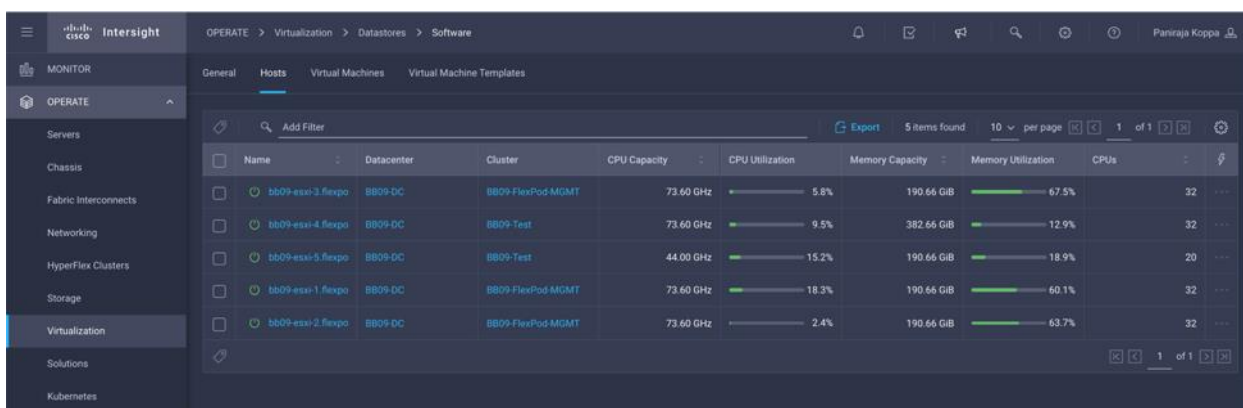 cisco Intersight OPERATE > Virtualization > Datastores > Software Paniraja Koppa
MONITOR General Hosts Virtual Machines Virtual Machine Templates
OPERATE
Servers Add Filter Export 5 items found 10 per page 1 of 1
Chassis Name Datacenter Cluster CPU Capacity CPU Utilization Memory Capacity Memory Utilization CPUs
Fabric Interconnects bb09-esxi-3.flexpo BB09-DC BB09-FlexPod-MGMT 73.60 GHz 5.8% 190.66 GiB 67.5% 32
Networking bb09-esxi-4.flexpo BB09-DC BB09-Test 73.60 GHz 9.5% 382.66 GiB 12.9% 32
HyperFlex Clusters bb09-esxi-5.flexpo BB09-DC BB09-Test 44.00 GHz 15.2% 190.66 GiB 18.9% 20
Storage bb09-esxi-1.flexpo BB09-DC BB09-FlexPod-MGMT 73.60 GHz 18.3% 190.66 GiB 60.1% 32
Virtualization bb09-esxi-2.flexpo BB09-DC BB09-FlexPod-MGMT 73.60 GHz 2.4% 190.66 GiB 63.7% 32
Solutions 1 of 1
Kubernetes